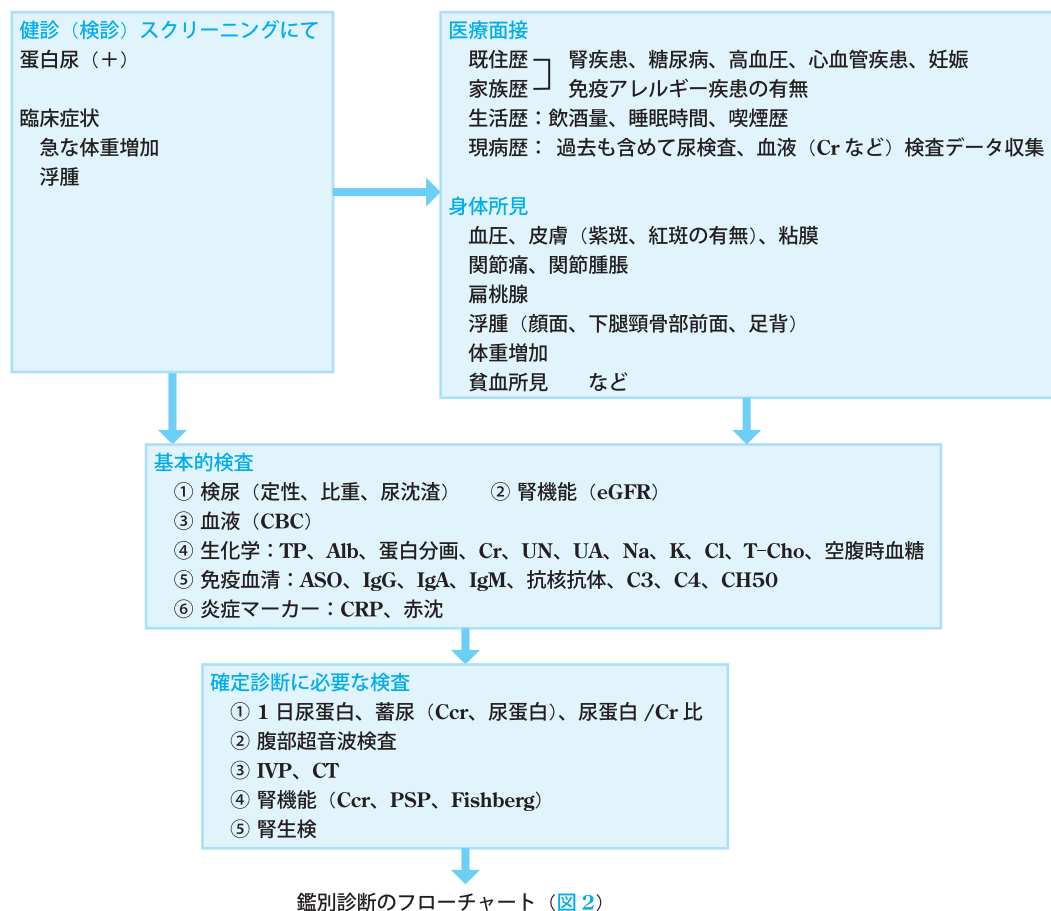 健診（検診）スクリーニングにて
蛋白尿（＋）
臨床症状
急な体重増加
浮腫
医療面接
既住歴 腎疾患、糖尿病、高血圧、心血管疾患、妊娠
家族歴 免疫アレルギー疾患の有無
生活歴：飲酒量、睡眠時間、喫煙歴
現病歴： 過去も含めて尿検査、血液（Cr など）検査データ収集
身体所見
血圧、皮膚（紫斑、紅斑の有無）、粘膜
関節痛、関節腫脹
扁桃腺
浮腫（顔面、下腿頸骨部前面、足背）
体重増加
貧血所見　　など
基本的検査
① 検尿（定性、比重、尿沈渣）　② 腎機能（eGFR）
③ 血液（CBC）
④ 生化学：TP、Alb、蛋白分画、Cr、UN、UA、Na、K、Cl、T−Cho、空腹時血糖
⑤ 免疫血清：ASO、IgG、IgA、IgM、抗核抗体、C3、C4、CH50
⑥ 炎症マーカー：CRP、赤沈
確定診断に必要な検査
① 1 日尿蛋白、蓄尿（Ccr、尿蛋白）、尿蛋白 /Cr 比
② 腹部超音波検査
③ IVP、CT
④ 腎機能（Ccr、PSP、Fishberg）
⑤ 腎生検
鑑別診断のフローチャート（図 2）